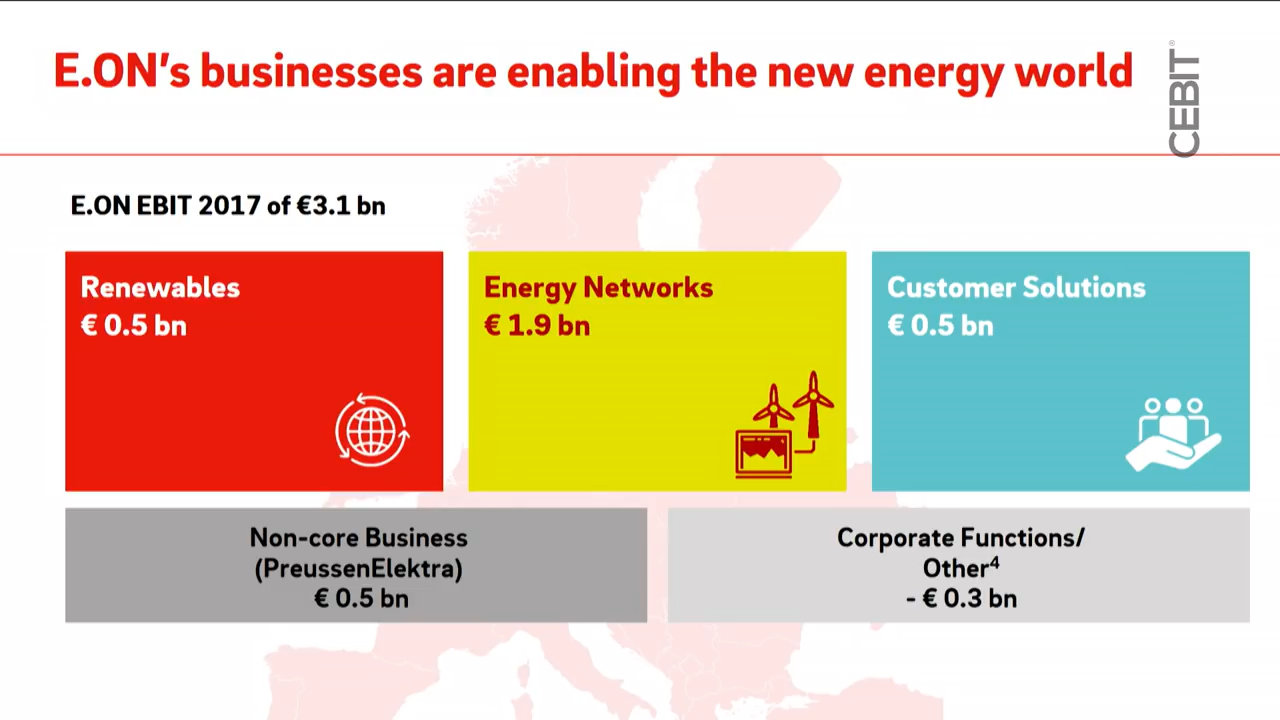 E.ON's businesses are enabling the new energy world
CEBIT®
E.ON EBIT 2017 of €3.1 bn
Renewables
€ 0.5 bn
Energy Networks
€ 1.9 bn
Customer Solutions
€ 0.5 bn
Non-core Business
(PreussenElektra)
€ 0.5 bn
Corporate Functions/
Other⁴
- € 0.3 bn